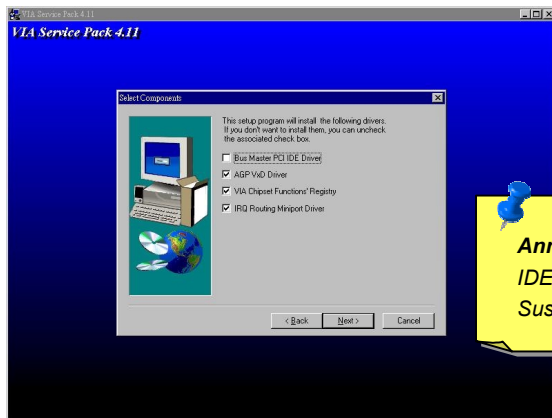 VIA Service Pack 4.11
VIA Service Pack 4.11
Select Components
This setup program will install the following drivers.
If you don't want to install them, you can uncheck
the associated check box.
Bus Master PCI IDE Driver
AGP VxD Driver
VIA Chipset Functions' Registry
IRQ Routing Miniport Driver
< Back
Next >
Cancel
IDE